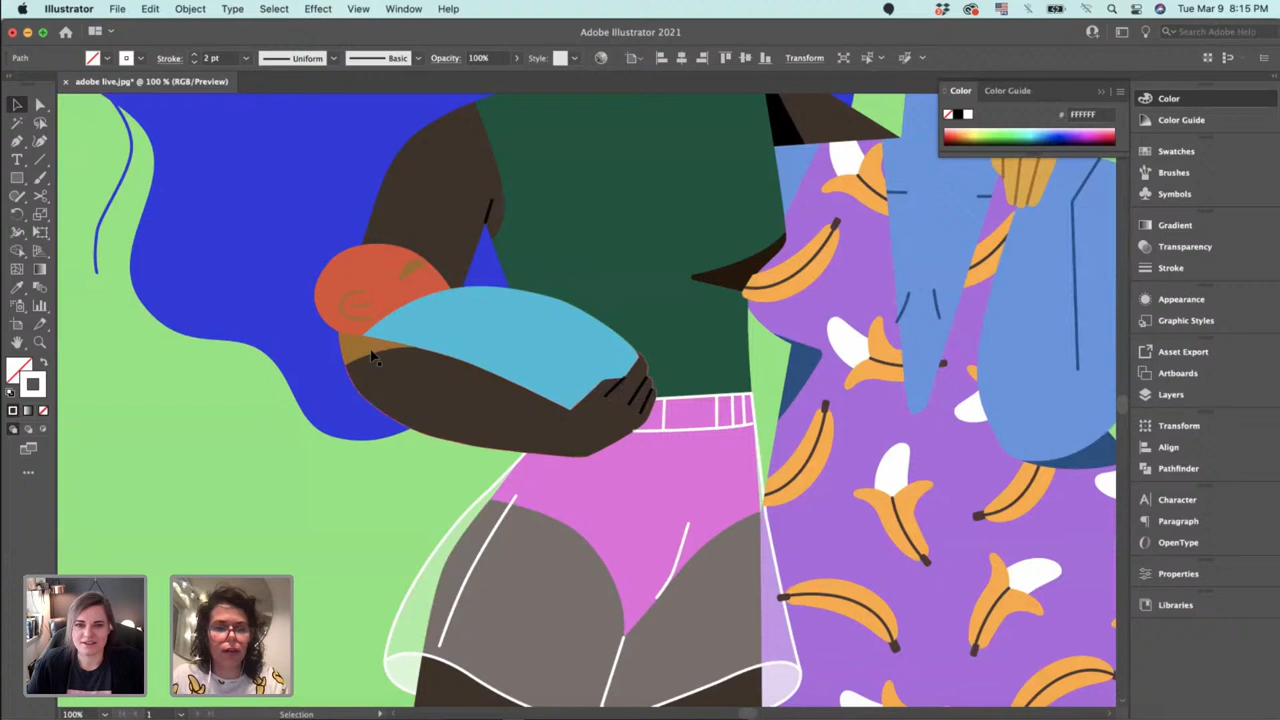 Illustrator File Edit Object Type Select Effect View Window Help
Tue Mar 9 8:15 PM
Adobe Illustrator 2021
Search Adobe Help
Path
Stroke:
2 pt
Uniform
Basic
Opacity:
100%
Style:
Transform
adobe live.jpg* @ 100 % (RGB/Preview)
Color
Color Guide
# FFFFFF
Color
Color Guide
Swatches
Brushes
Symbols
Gradient
Transparency
Stroke
Appearance
Graphic Styles
Asset Export
Artboards
Layers
Transform
Align
Pathfinder
Character
Paragraph
OpenType
Properties
Libraries
100%
1
Selection